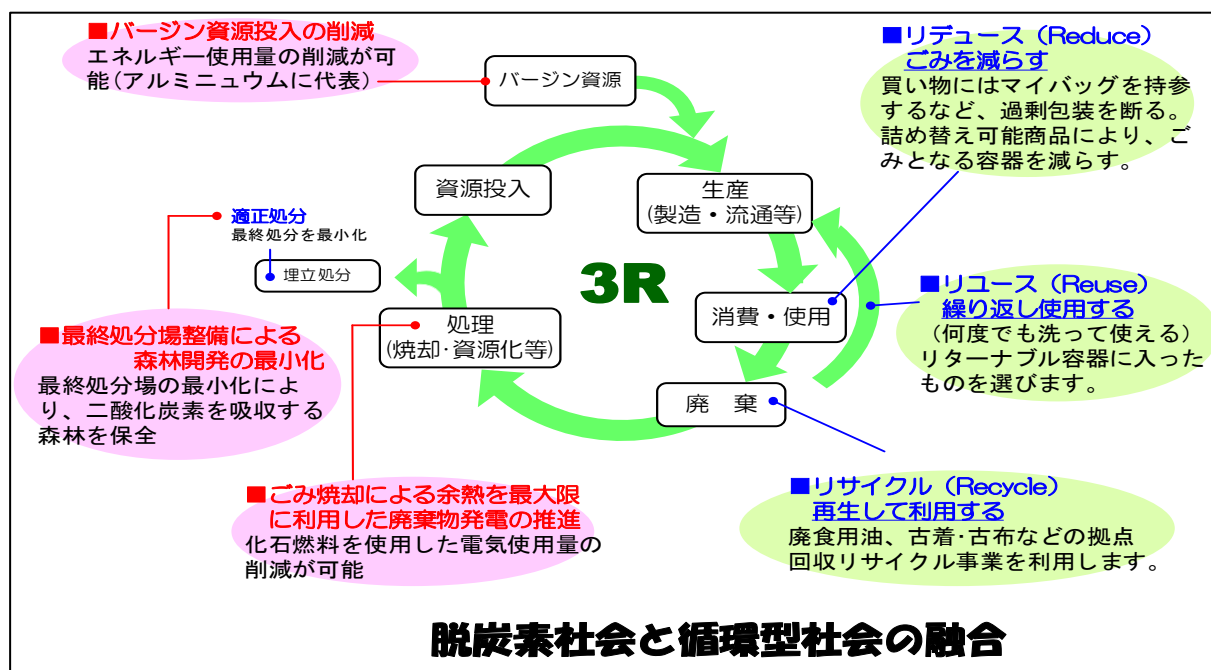 ■バージン資源投入の削減
エネルギー使用量の削減が可
能(アルミニュウムに代表)
バージン資源
■リデュース（Reduce）
ごみを減らす
買い物にはマイバッグを持参
するなど、過剰包装を断る。
詰め替え可能商品により、ご
みとなる容器を減らす。
資源投入
生産
(製造・流通等)
適正処分
最終処分を最小化
埋立処分
3R
■リユース（Reuse）
繰り返し使用する
（何度でも洗って使える）
リターナブル容器に入った
ものを選びます。
消費・使用
処理
(焼却･資源化等)
■最終処分場整備による
森林開発の最小化
最終処分場の最小化によ
り、二酸化炭素を吸収する
森林を保全
廃　棄
■ごみ焼却による余熱を最大限
に利用した廃棄物発電の推進
化石燃料を使用した電気使用量の
削減が可能
■リサイクル（Recycle）
再生して利用する
廃食用油、古着･古布などの拠点
回収リサイクル事業を利用します。
脱炭素社会と循環型社会の融合